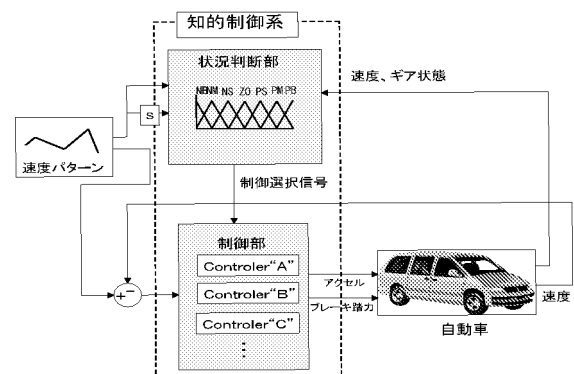 知的制御系
状況判断部
NB NM NS ZO PS PM PB
速度、ギア状態
S
速度パターン
制御選択信号
制御部
Controler“A”
アクセル
+
-
Controler“B”
ブレーキ踏力
速度
Controler“C”
自動車